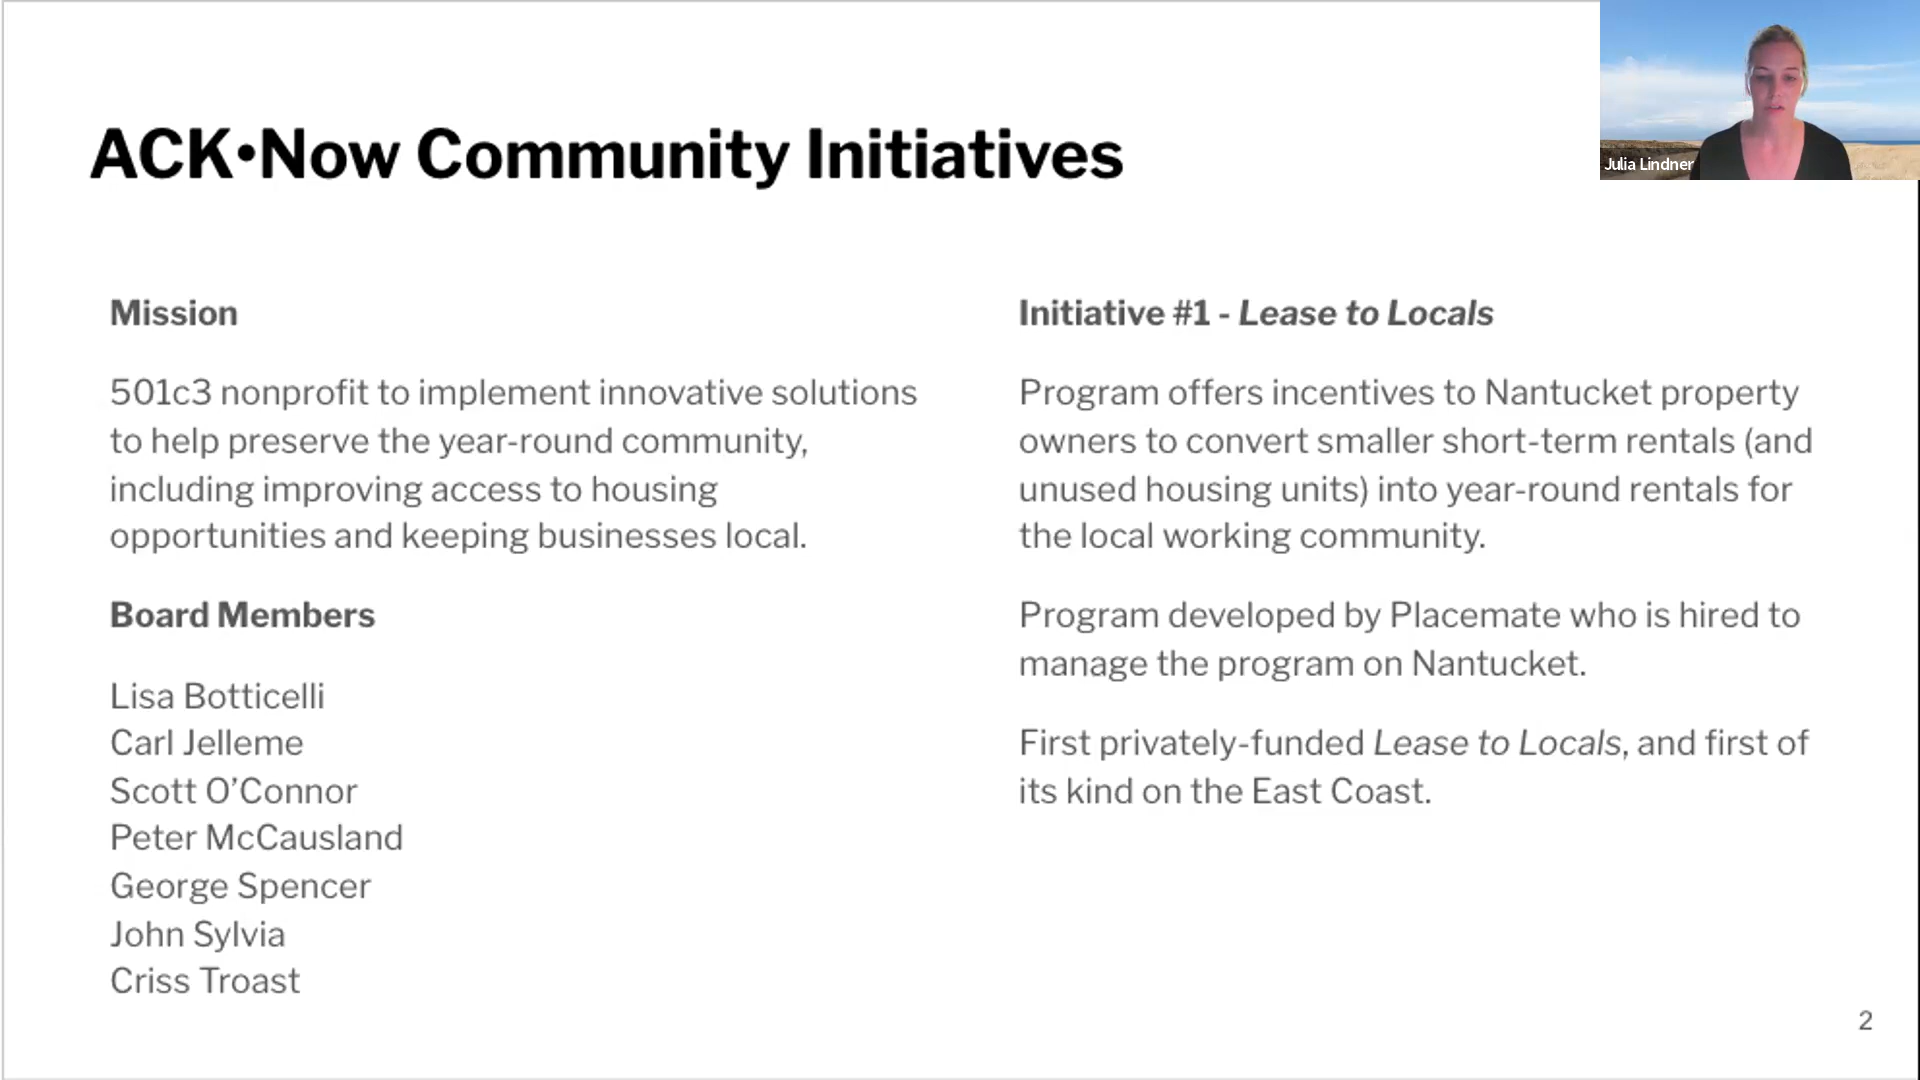 ACK•Now Community Initiatives
Julia Lindner
Mission
501c3 nonprofit to implement innovative solutions
to help preserve the year-round community,
including improving access to housing
opportunities and keeping businesses local.
Board Members
Lisa Botticelli
Carl Jelleme
Scott O’Connor
Peter McCausland
George Spencer
John Sylvia
Criss Troast
Initiative #1 - Lease to Locals
Program offers incentives to Nantucket property
owners to convert smaller short-term rentals (and
unused housing units) into year-round rentals for
the local working community.
Program developed by Placemate who is hired to
manage the program on Nantucket.
First privately-funded Lease to Locals, and first of
its kind on the East Coast.
2